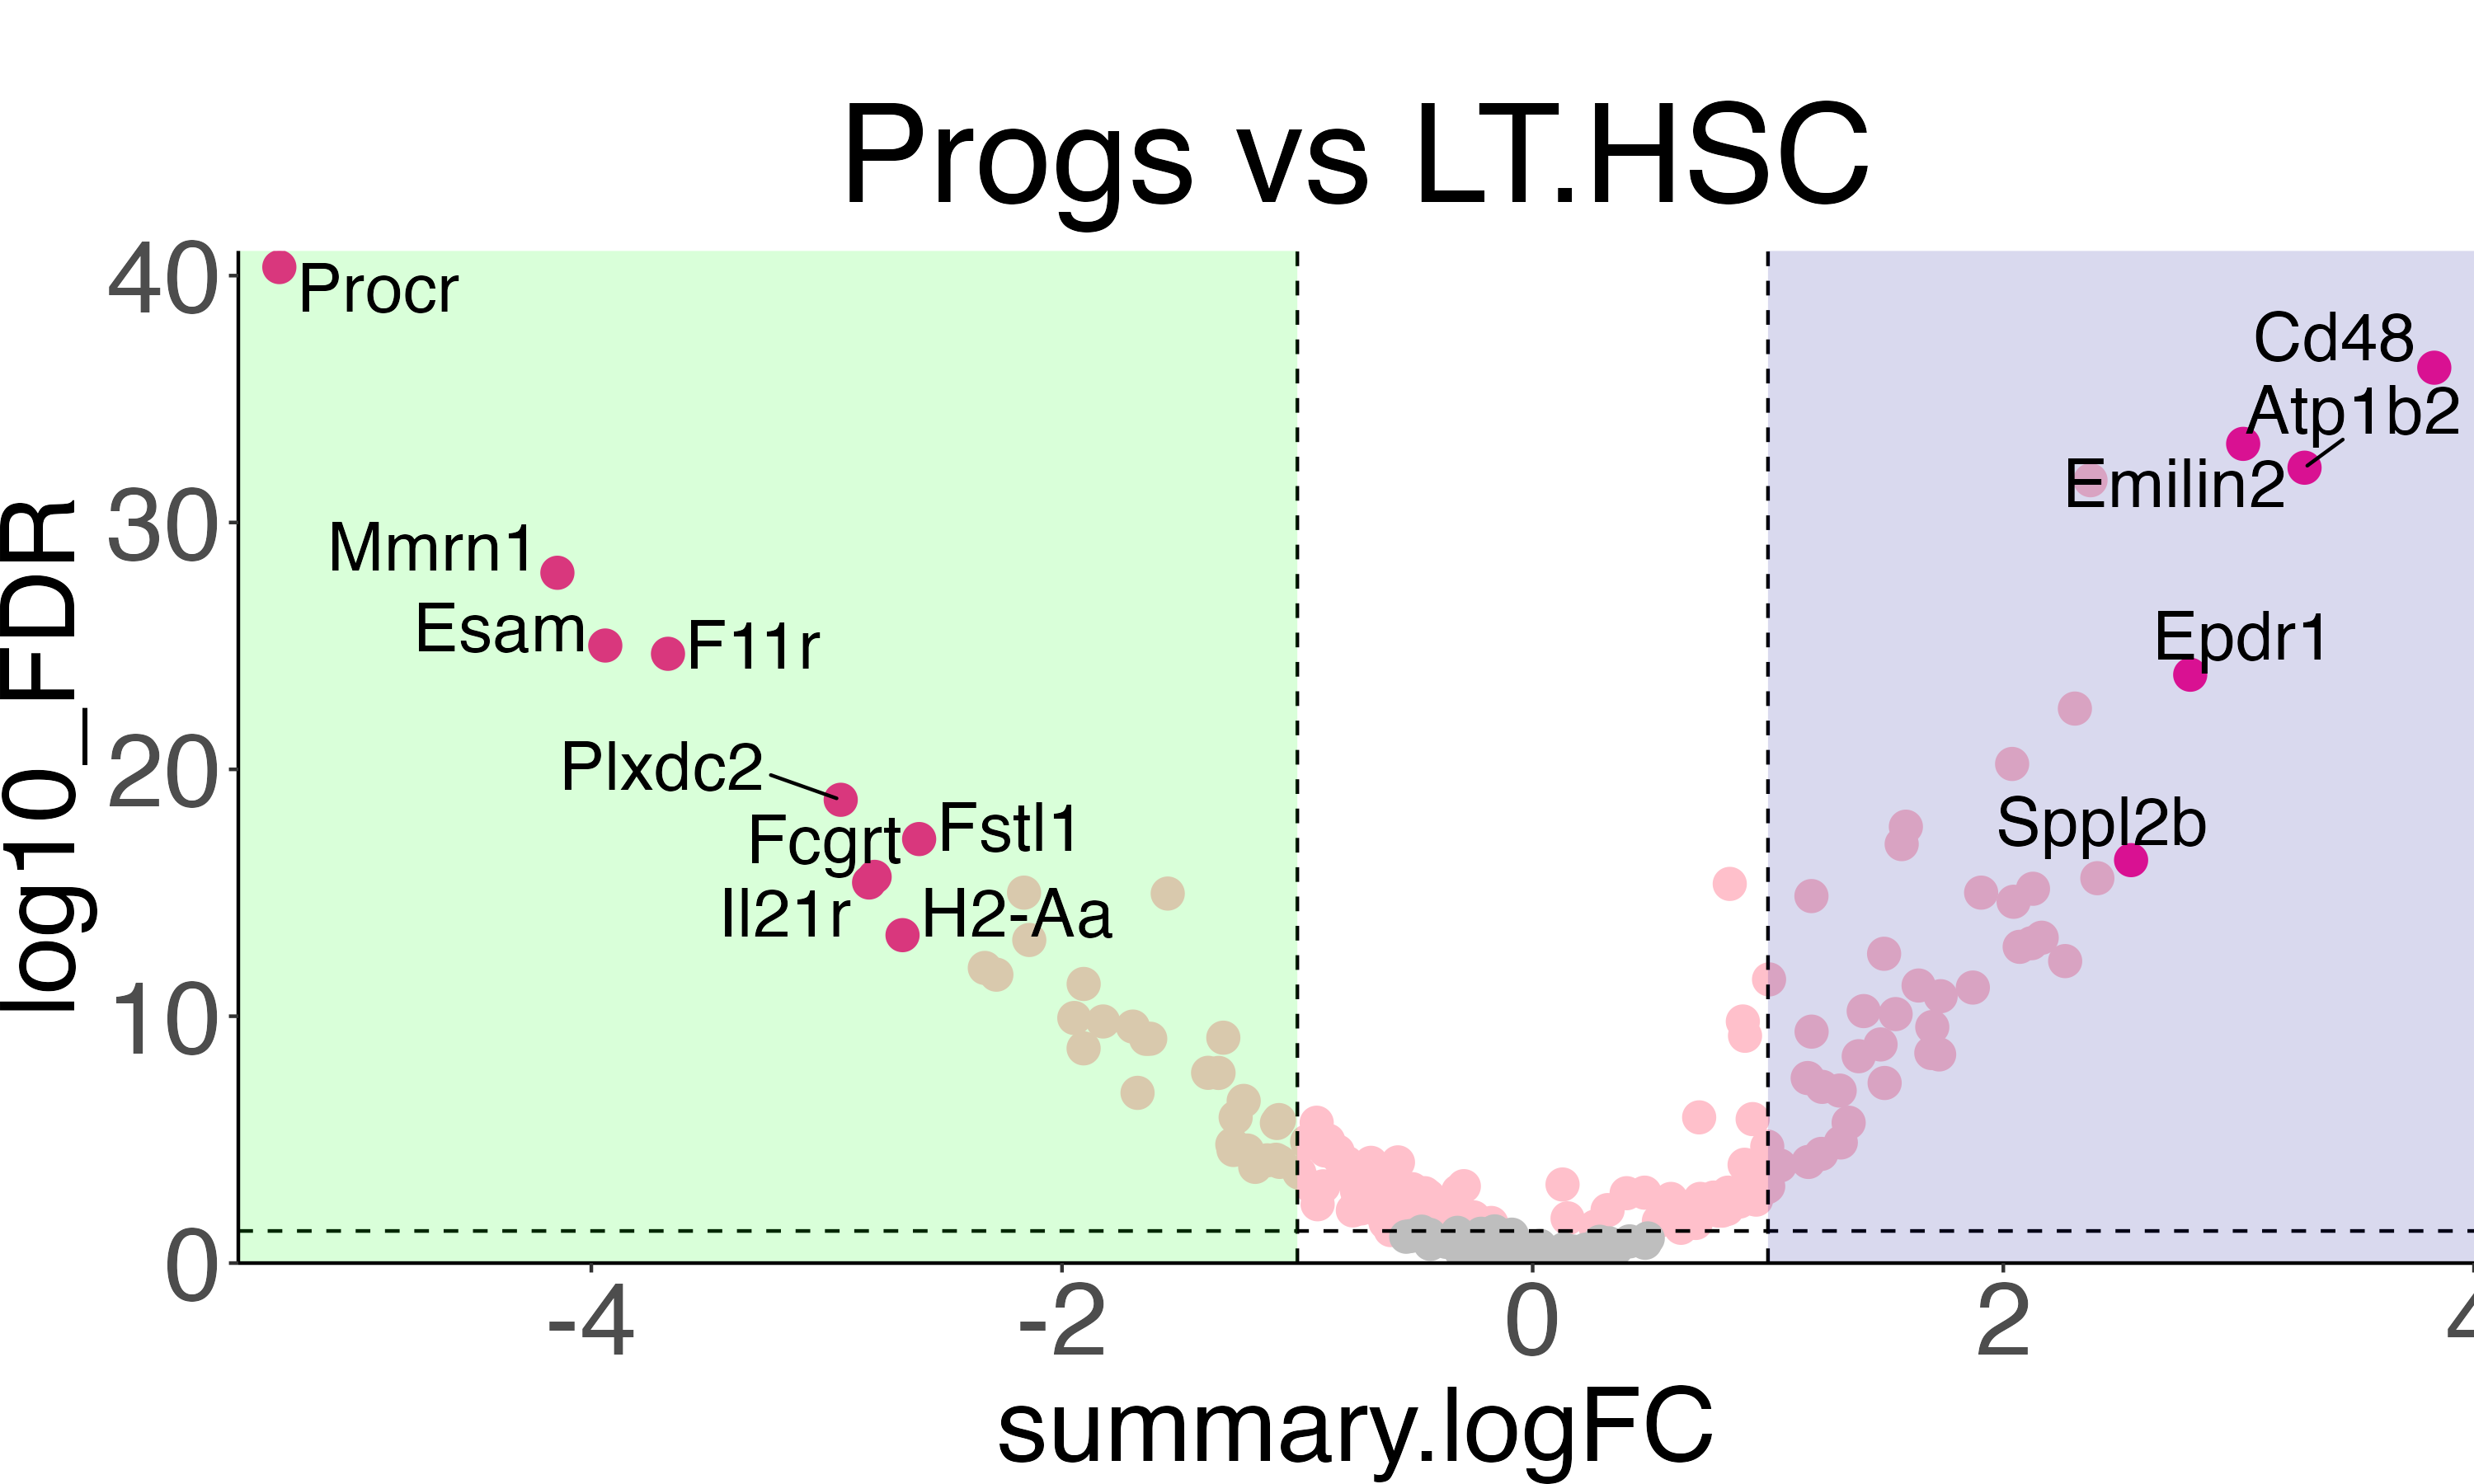 Progs vs LT.HSC
log10_FDR
40
30
20
10
0
Procr
Cd48
Atp1b2
Emilin2
Mmrn1
Esam
F11r
Epdr1
Plxdc2
Fcgrt
Fstl1
Sppl2b
Il21r
H2-Aa
-4
-2
0
2
4
summary.logFC